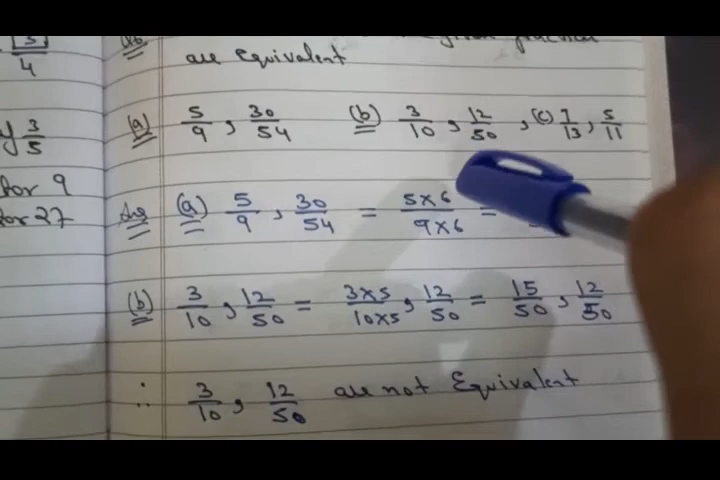 are Equivalent
(a) 5/9, 30/54 (b) 3/10, 12/50, (c) 7/13, 5/11
Ans (a) 5/9, 30/54 = 5×6/9×6 =
(b) 3/10, 12/50 = 3×5/10×5, 12/50 = 15/50, 12/50
∴ 3/10, 12/50 are not Equivalent
4
3/5
for 9
for 27